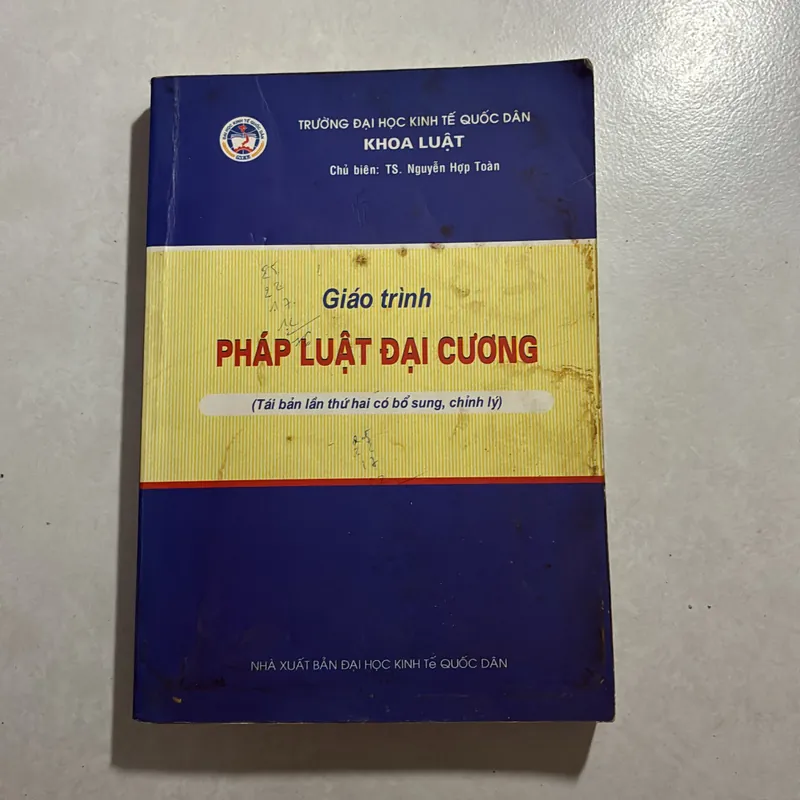 TRƯỜNG ĐẠI HỌC KINH TẾ QUỐC DÂN
KHOA LUẬT
Chủ biên: TS. Nguyễn Hợp Toàn
Giáo trình
PHÁP LUẬT ĐẠI CƯƠNG
(Tái bản lần thứ hai có bổ sung, chỉnh lý)
NHÀ XUẤT BẢN ĐẠI HỌC KINH TẾ QUỐC DÂN